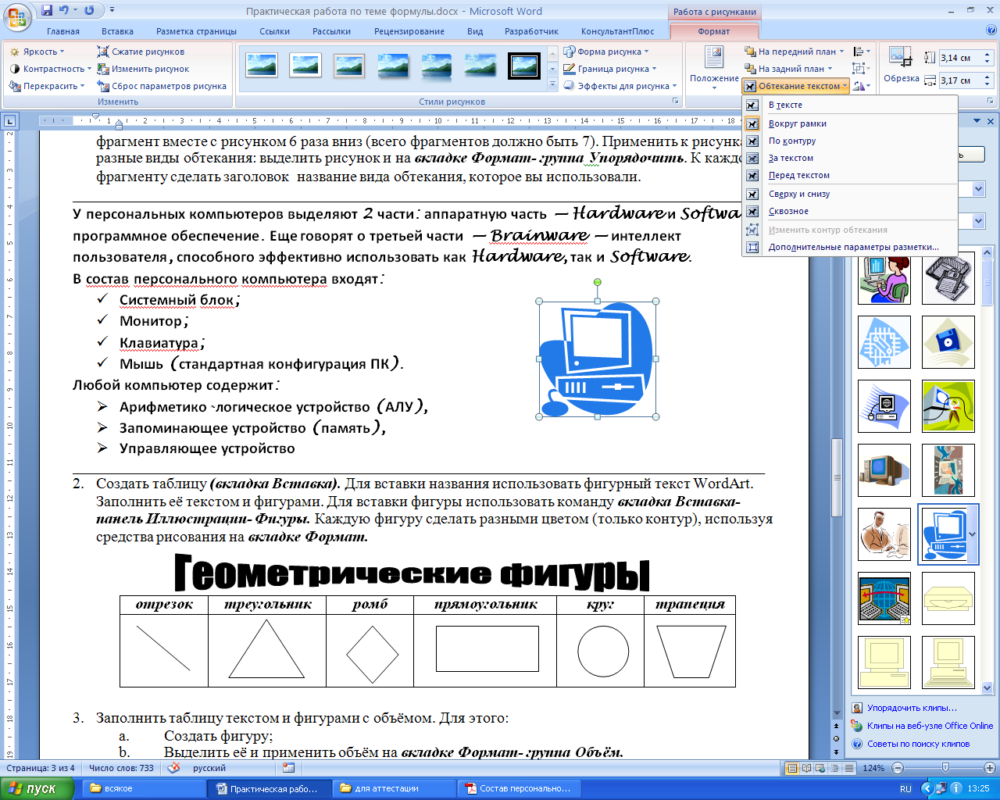 Практическая работа по теме формулы.docx - Microsoft Word
Работа с рисунками
Главная Вставка Разметка страницы Ссылки Рассылки Рецензирование Вид Разработчик КонсультантПлюс Формат
Яркость Сжатие рисунков Форма рисунка На передний план 3,14 см
Контрастность Изменить рисунок Граница рисунка На задний план
Перекрасить Сброс параметров рисунка Эффекты для рисунка Положение Обтекание текстом Обрезка 3,17 см
Изменить Стили рисунков
В тексте
Вокруг рамки
По контуру
За текстом
Перед текстом
Сверху и снизу
Сквозное
Изменить контур обтекания
Дополнительные параметры разметки...
фрагмент вместе с рисунком 6 раза вниз (всего фрагментов должно быть 7). Применить к рисунка
разные виды обтекания: выделить рисунок и на вкладке Формат- группа Упорядочить. К каждо
фрагменту сделать заголовок название вида обтекания, которое вы использовали.
У персональных компьютеров выделяют 2 части: аппаратную часть – Hardware и Softwa
программное обеспечение. Еще говорят о третьей части – Brainware – интеллект
пользователя, способного эффективно использовать как Hardware, так и Software.
В состав персонального компьютера входят:
✓ Системный блок;
✓ Монитор;
✓ Клавиатура;
✓ Мышь (стандартная конфигурация ПК).
Любой компьютер содержит:
➢ Арифметико -логическое устройство (АЛУ),
➢ Запоминающее устройство (память),
➢ Управляющее устройство
2. Создать таблицу (вкладка Вставка). Для вставки названия использовать фигурный текст WordArt.
Заполнить её текстом и фигурами. Для вставки фигуры использовать команду вкладка Вставка-
панель Иллюстрации- Фигуры. Каждую фигуру сделать разными цветом (только контур), используя
средства рисования на вкладке Формат.
Геометрические фигуры
отрезок треугольник ромб прямоугольник круг трапеция
3. Заполнить таблицу текстом и фигурами с объёмом. Для этого:
a. Создать фигуру;
b. Выделить её и применить объём на вкладке Формат- группа Объём.
Упорядочить клипы...
Клипы на веб-узле Office Online
Советы по поиску клипов
Страница: 3 из 4 Число слов: 733 русский 124%
пуск всякое Практическая рабо... для аттестации Состав персонально... RU 13:25